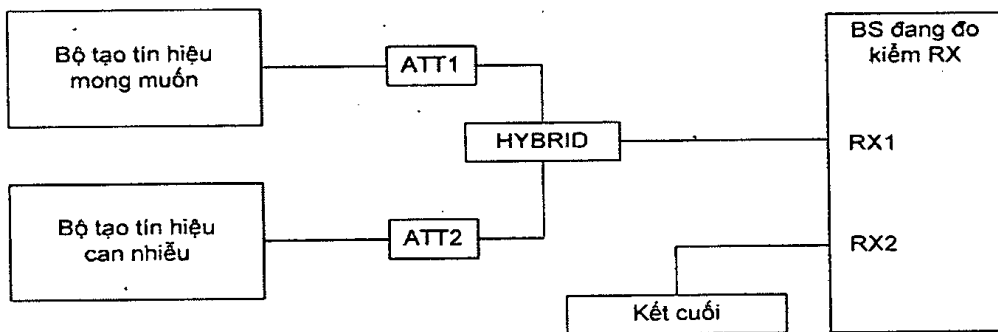 Bộ tạo tín hiệu
mong muốn
ATT1
BS đang đo
kiểm RX
HYBRID
RX1
Bộ tạo tín hiệu
can nhiễu
ATT2
RX2
Kết cuối